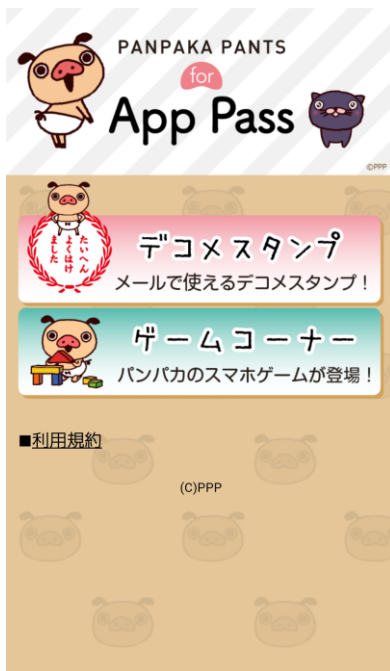 PANPAKA PANTS
for
App Pass
©PPP
たいへん
よくはけ
ました
デコメスタンプ
メールで使えるデコメスタンプ！
ゲームコーナー
パンパカのスマホゲームが登場！
■利用規約
(C)PPP